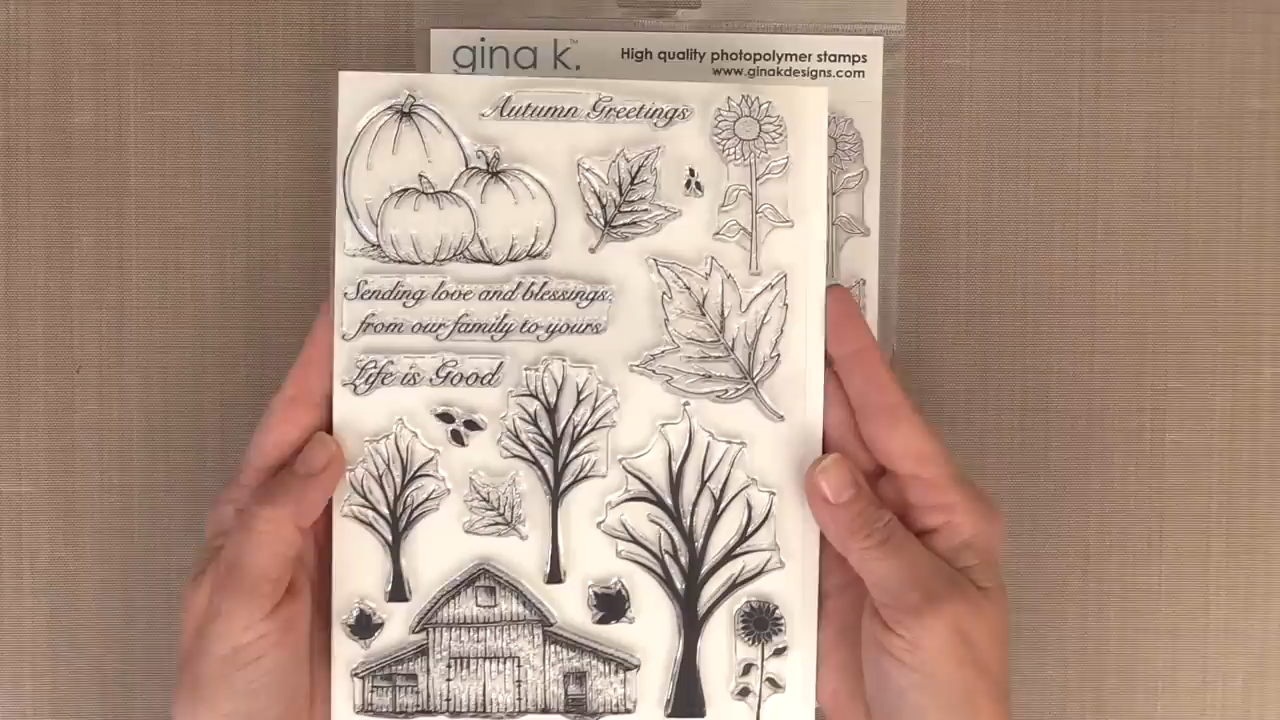 gina k.™
High quality photopolymer stamps
www.ginakdesigns.com
Autumn Greetings
Sending love and blessings,
from our family to yours
Life is Good